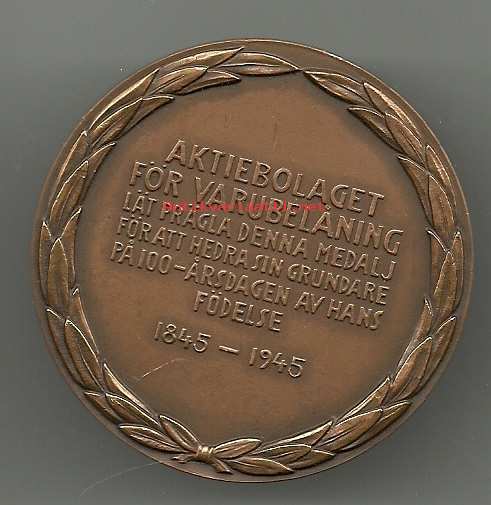 AKTIEBOLAGET
FÖR VARUBELÅNING
LÄT PRÄGLA DENNA MEDALJ
FÖR ATT HEDRA SIN GRUNDARE
PÅ 100-ÅRSDAGEN AV HANS
FÖDELSE
1845 – 1945